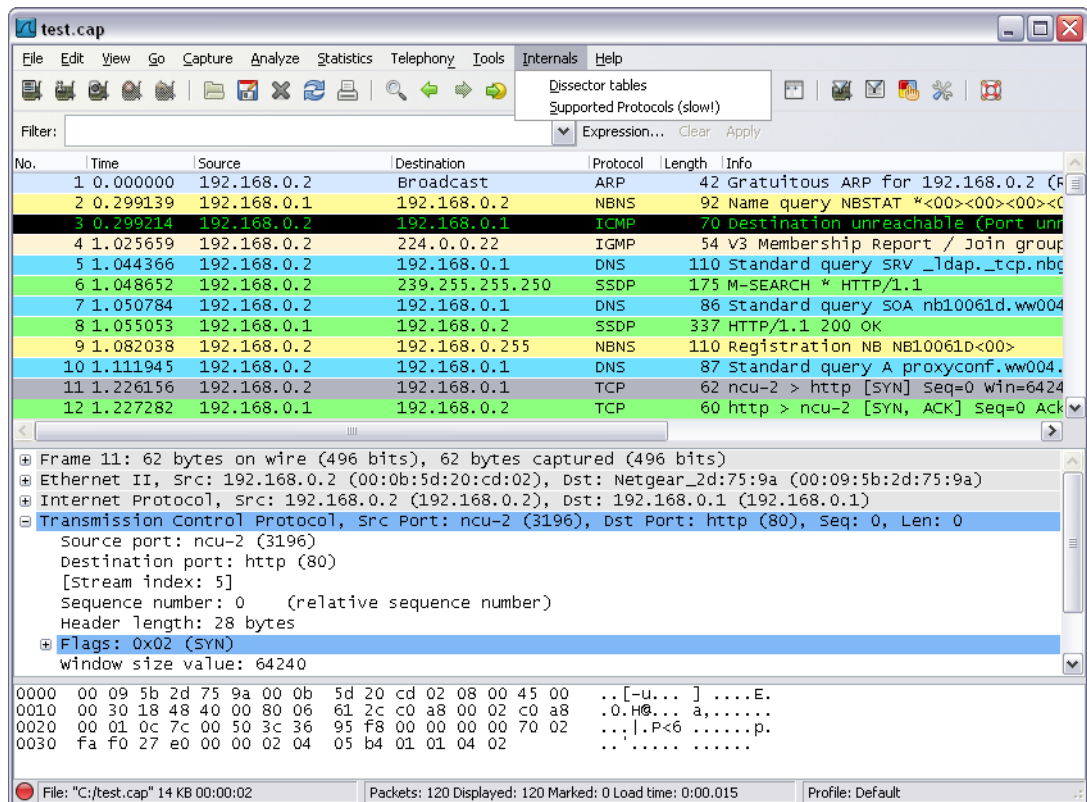 test.cap
File Edit View Go Capture Analyze Statistics Telephony Tools Internals Help
Dissector tables
Supported Protocols (slow!)
Filter: Expression... Clear Apply
No. Time Source Destination Protocol Length Info
1 0.000000 192.168.0.2 Broadcast ARP 42 Gratuitous ARP for 192.168.0.2 (R
2 0.299139 192.168.0.1 192.168.0.2 NBNS 92 Name query NBSTAT *<00><00><00><0
3 0.299214 192.168.0.2 192.168.0.1 ICMP 70 Destination unreachable (Port unr
4 1.025659 192.168.0.2 224.0.0.22 IGMP 54 V3 Membership Report / Join group
5 1.044366 192.168.0.2 192.168.0.1 DNS 110 Standard query SRV _ldap._tcp.nbg
6 1.048652 192.168.0.2 239.255.255.250 SSDP 175 M-SEARCH * HTTP/1.1
7 1.050784 192.168.0.2 192.168.0.1 DNS 86 Standard query SOA nb10061d.ww004
8 1.055053 192.168.0.1 192.168.0.2 SSDP 337 HTTP/1.1 200 OK
9 1.082038 192.168.0.2 192.168.0.255 NBNS 110 Registration NB NB10061D<00>
10 1.111945 192.168.0.2 192.168.0.1 DNS 87 Standard query A proxyconf.ww004.
11 1.226156 192.168.0.2 192.168.0.1 TCP 62 ncu-2 > http [SYN] Seq=0 Win=6424
12 1.227282 192.168.0.1 192.168.0.2 TCP 60 http > ncu-2 [SYN, ACK] Seq=0 Ack
Frame 11: 62 bytes on wire (496 bits), 62 bytes captured (496 bits)
Ethernet II, Src: 192.168.0.2 (00:0b:5d:20:cd:02), Dst: Netgear_2d:75:9a (00:09:5b:2d:75:9a)
Internet Protocol, Src: 192.168.0.2 (192.168.0.2), Dst: 192.168.0.1 (192.168.0.1)
Transmission Control Protocol, Src Port: ncu-2 (3196), Dst Port: http (80), Seq: 0, Len: 0
Source port: ncu-2 (3196)
Destination port: http (80)
[Stream index: 5]
Sequence number: 0 (relative sequence number)
Header length: 28 bytes
Flags: 0x02 (SYN)
Window size value: 64240
0000 00 09 5b 2d 75 9a 00 0b 5d 20 cd 02 08 00 45 00 ..[-u... ] ....E.
0010 00 30 18 48 40 00 80 06 61 2c c0 a8 00 02 c0 a8 .0.H@... a,......
0020 00 01 0c 7c 00 50 3c 36 95 f8 00 00 00 00 70 02 ...|.P<6 ......p.
0030 fa f0 27 e0 00 00 02 04 05 b4 01 01 04 02 ..'..... ......
File: "C:/test.cap" 14 KB 00:00:02 Packets: 120 Displayed: 120 Marked: 0 Load time: 0:00.015 Profile: Default